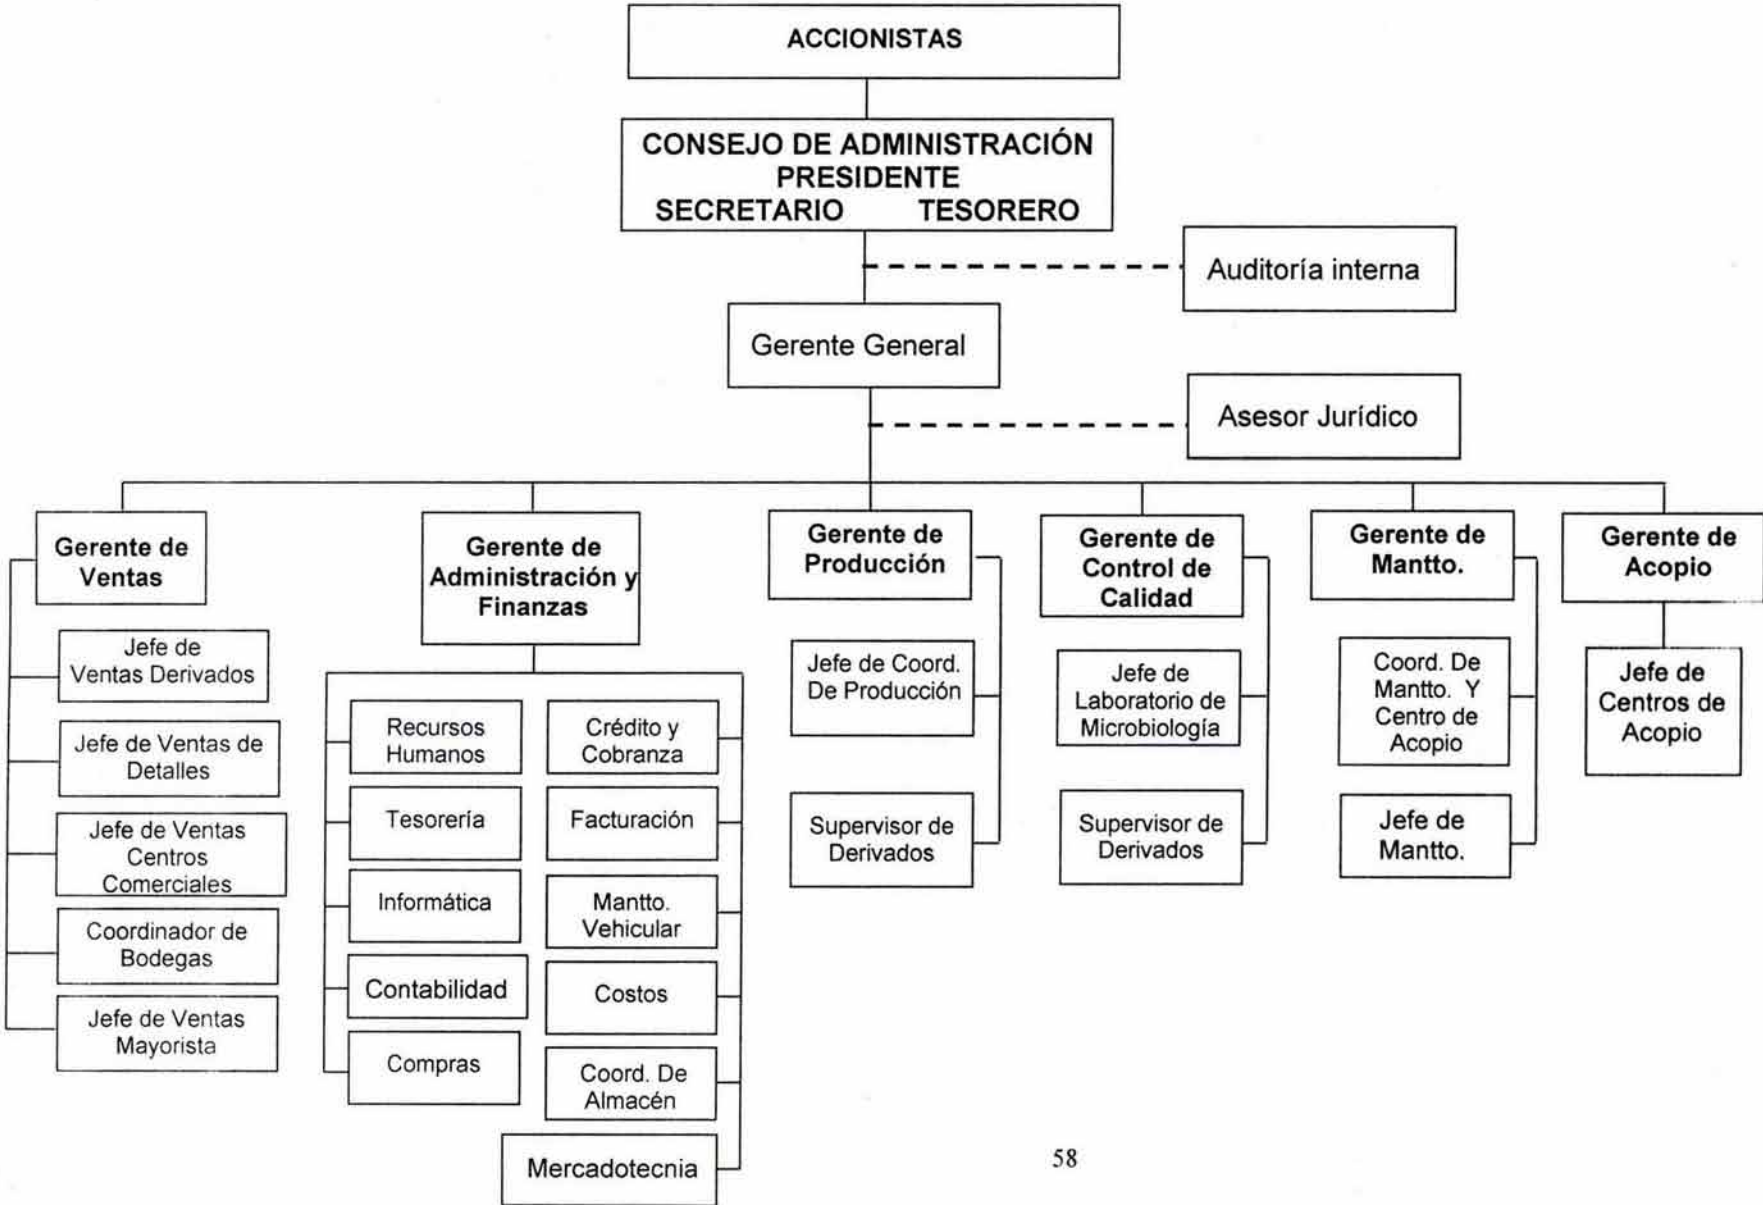 ACCIONISTAS
CONSEJO DE ADMINISTRACIÓN
PRESIDENTE
SECRETARIO TESORERO
Auditoría interna
Gerente General
Asesor Jurídico
Gerente de
Ventas
Jefe de
Ventas Derivados
Jefe de Ventas de
Detalles
Jefe de Ventas
Centros
Comerciales
Coordinador de
Bodegas
Jefe de Ventas
Mayorista
Gerente de
Administración y
Finanzas
Recursos
Humanos
Tesorería
Informática
Contabilidad
Compras
Crédito y
Cobranza
Facturación
Mantto.
Vehicular
Costos
Coord. De
Almacén
Mercadotecnia
Gerente de
Producción
Jefe de Coord.
De Producción
Supervisor de
Derivados
Gerente de
Control de
Calidad
Jefe de
Laboratorio de
Microbiología
Supervisor de
Derivados
Gerente de
Mantto.
Coord. De
Mantto. Y
Centro de
Acopio
Jefe de
Mantto.
Gerente de
Acopio
Jefe de
Centros de
Acopio
58